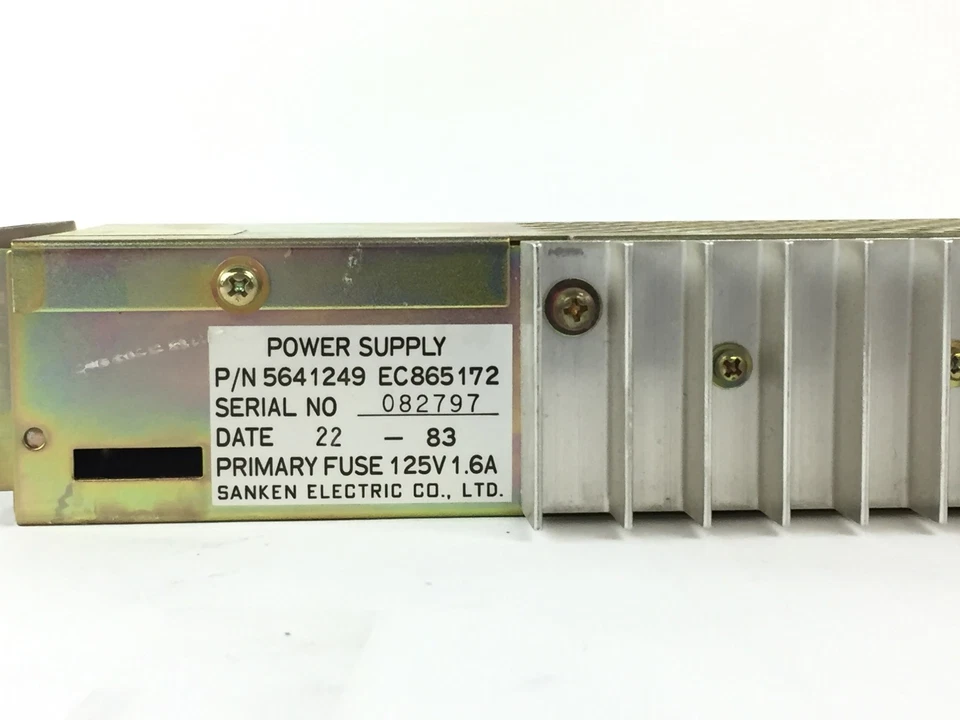 POWER SUPPLY
P/N 5641249 EC865172
SERIAL NO 082797
DATE 22 - 83
PRIMARY FUSE 125V 1.6A
SANKEN ELECTRIC CO., LTD.